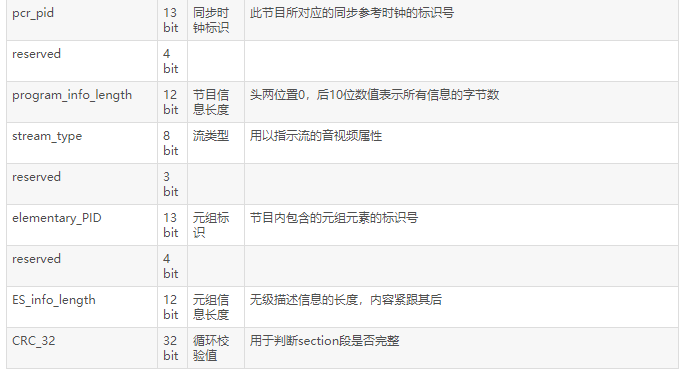 pcr_pid 13 bit 同步时钟标识 此节目所对应的同步参考时钟的标识号
reserved 4 bit
program_info_length 12 bit 节目信息长度 头两位置0，后10位数值表示所有信息的字节数
stream_type 8 bit 流类型 用以指示流的音视频属性
reserved 3 bit
elementary_PID 13 bit 元组标识 节目内包含的元组元素的标识号
reserved 4 bit
ES_info_length 12 bit 元组信息长度 无级描述信息的长度，内容紧跟其后
CRC_32 32 bit 循环校验值 用于判断section段是否完整